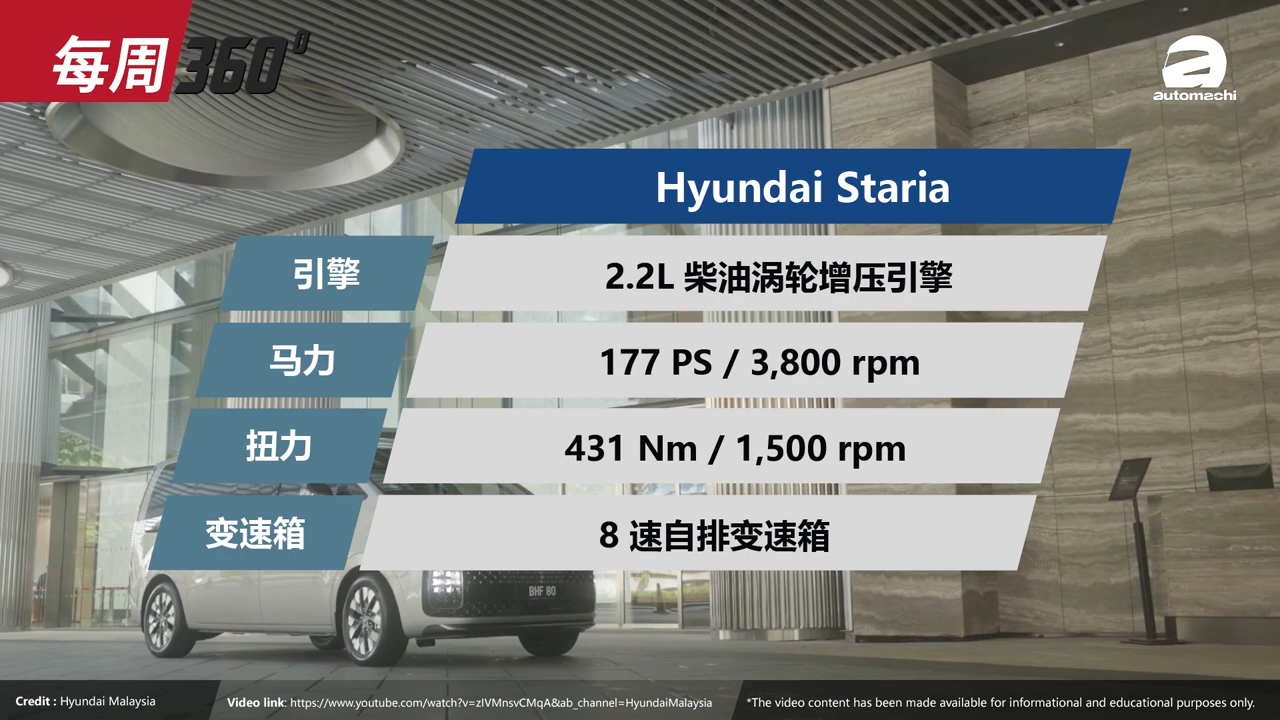 每周360°
automachi
Hyundai Staria
引擎 2.2L 柴油涡轮增压引擎
马力 177 PS / 3,800 rpm
扭力 431 Nm / 1,500 rpm
变速箱 8 速自排变速箱
BHF 80
Credit : Hyundai Malaysia
Video link: https://www.youtube.com/watch?v=zIVMnsvCMqA&ab_channel=HyundaiMalaysia
*The video content has been made available for informational and educational purposes only.